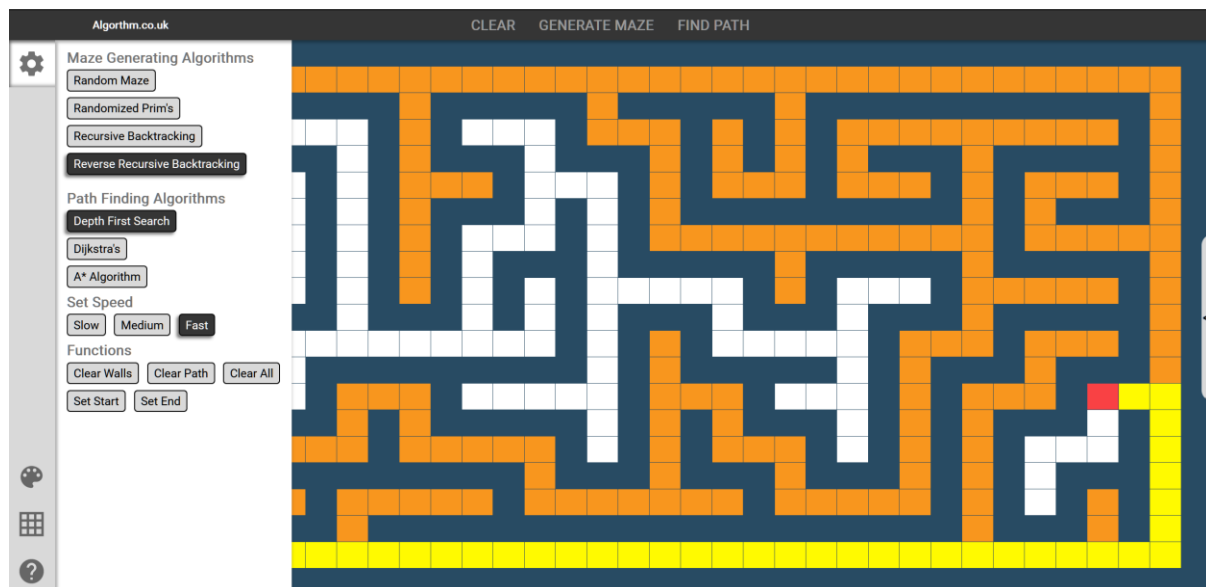 Algorthm.co.uk CLEAR GENERATE MAZE FIND PATH
Maze Generating Algorithms
Random Maze
Randomized Prim's
Recursive Backtracking
Reverse Recursive Backtracking
Path Finding Algorithms
Depth First Search
Dijkstra's
A* Algorithm
Set Speed
Slow Medium Fast
Functions
Clear Walls Clear Path Clear All
Set Start Set End